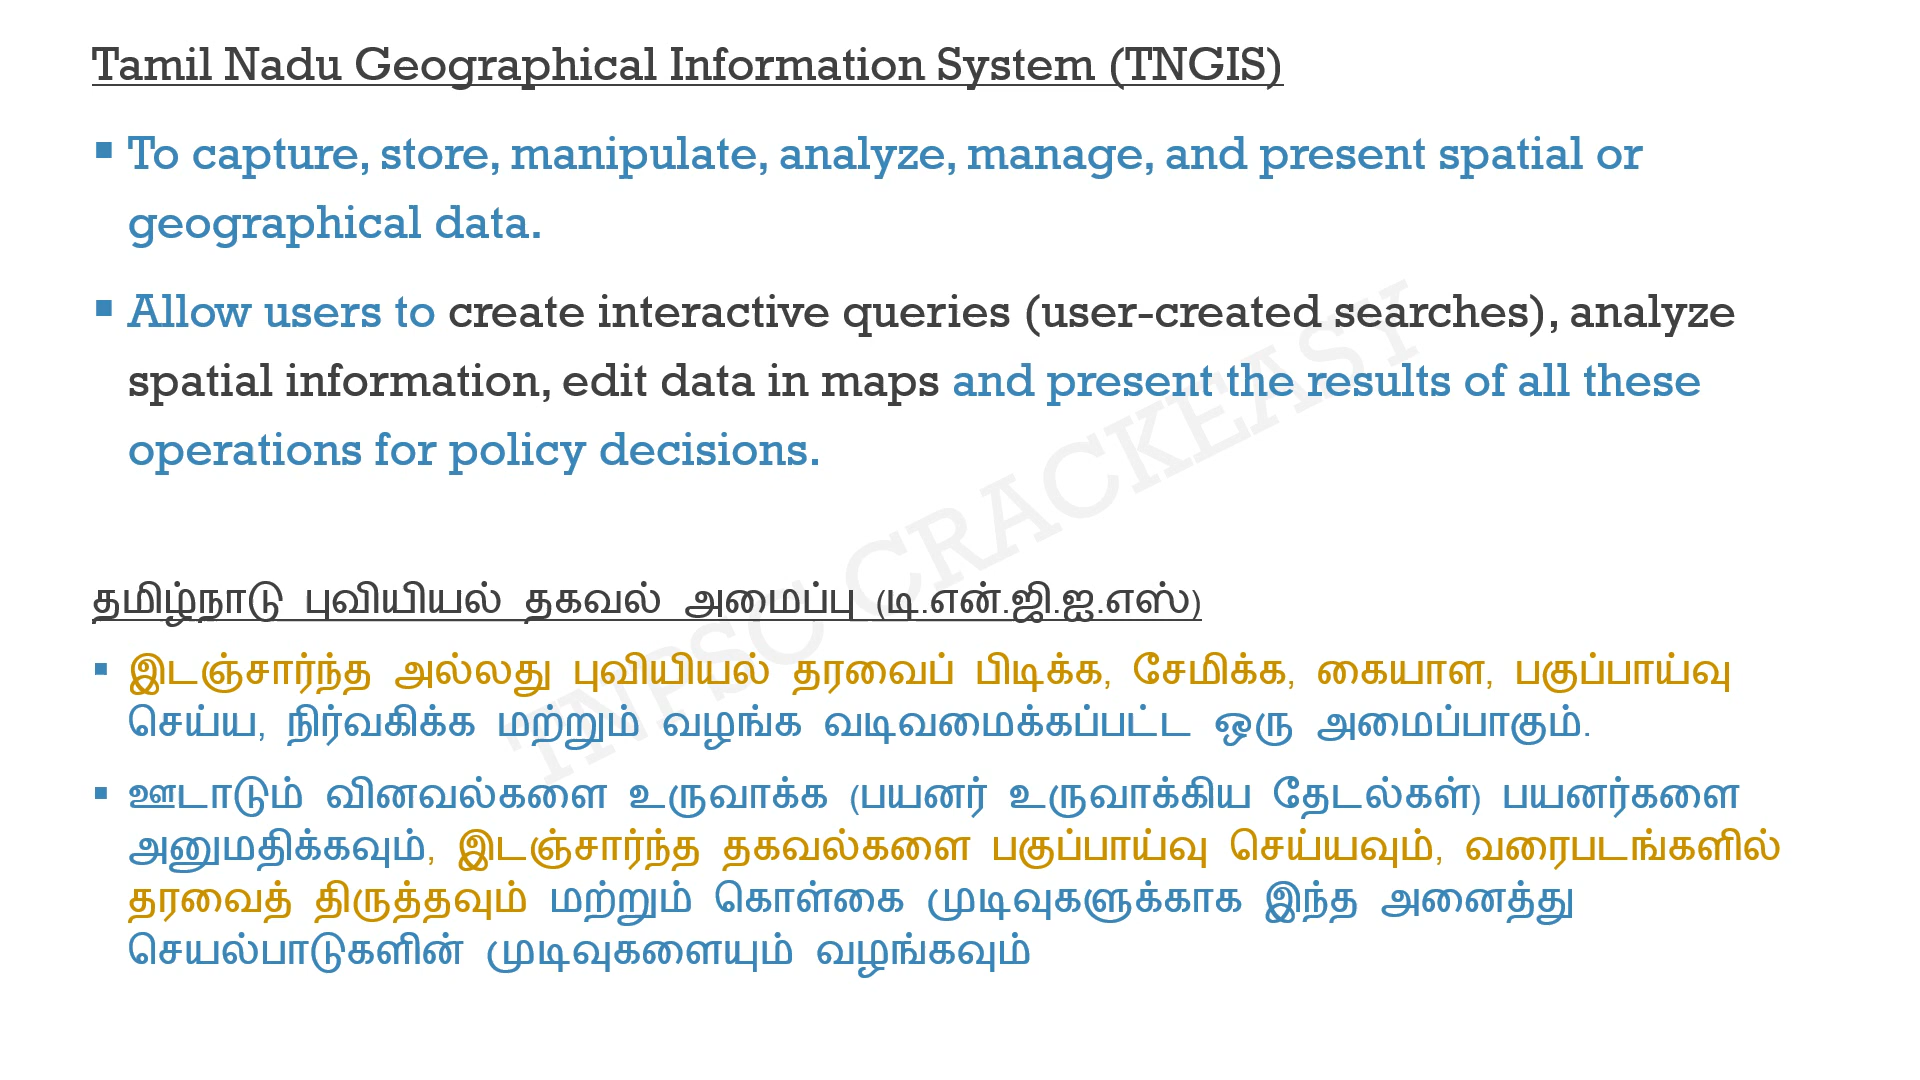 Tamil Nadu Geographical Information System (TNGIS)
▪ To capture, store, manipulate, analyze, manage, and present spatial or
geographical data.
▪ Allow users to create interactive queries (user-created searches), analyze
spatial information, edit data in maps and present the results of all these
operations for policy decisions.
TNPSC CRACKEASY
தமிழ்நாடு புவியியல் தகவல் அமைப்பு (டி.என்.ஜி.ஐ.எஸ்)
▪ இடஞ்சார்ந்த அல்லது புவியியல் தரவைப் பிடிக்க, சேமிக்க, கையாள, பகுப்பாய்வு
செய்ய, நிர்வகிக்க மற்றும் வழங்க வடிவமைக்கப்பட்ட ஒரு அமைப்பாகும்.
▪ ஊடாடும் வினவல்களை உருவாக்க (பயனர் உருவாக்கிய தேடல்கள்) பயனர்களை
அனுமதிக்கவும், இடஞ்சார்ந்த தகவல்களை பகுப்பாய்வு செய்யவும், வரைபடங்களில்
தரவைத் திருத்தவும் மற்றும் கொள்கை முடிவுகளுக்காக இந்த அனைத்து
செயல்பாடுகளின் முடிவுகளையும் வழங்கவும்